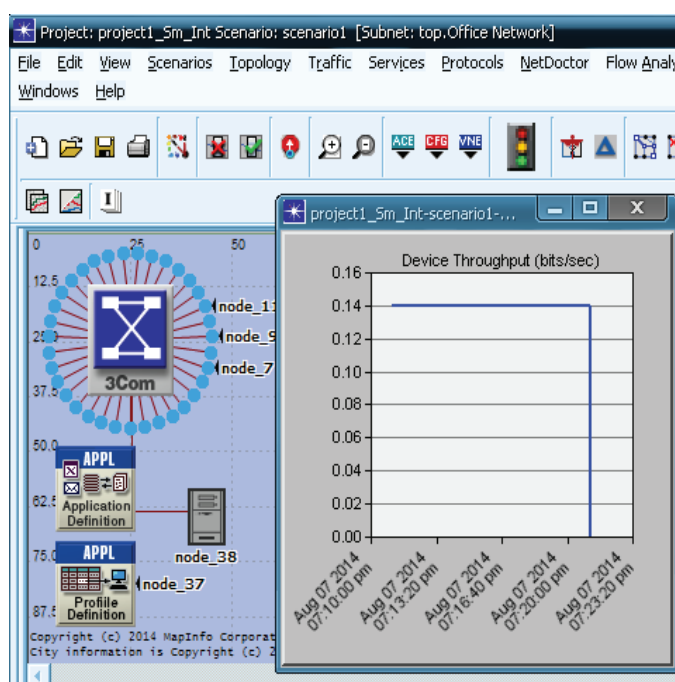 Project: project1_Sm_Int Scenario: scenario1 [Subnet: top.Office Network]
File Edit View Scenarios Topology Traffic Services Protocols NetDoctor Flow Analy
Windows Help
ACE CFG VNE
project1_Sm_Int-scenario1-...
0 25 50
12.5
25.0
37.5
50.0
62.5
75.0
87.5
node_11
node_9
node_7
3Com
APPL
Application
Definition
node_38
APPL
Profile
Definition
node_37
Copyright (c) 2014 MapInfo Corporat
City information is Copyright (c) 2
Device Throughput (bits/sec)
0.16
0.14
0.12
0.10
0.08
0.06
0.04
0.02
0.00
Aug 07 2014
07:10:00 pm
Aug 07 2014
07:13:20 pm
Aug 07 2014
07:16:40 pm
Aug 07 2014
07:20:00 pm
Aug 07 2014
07:23:20 pm